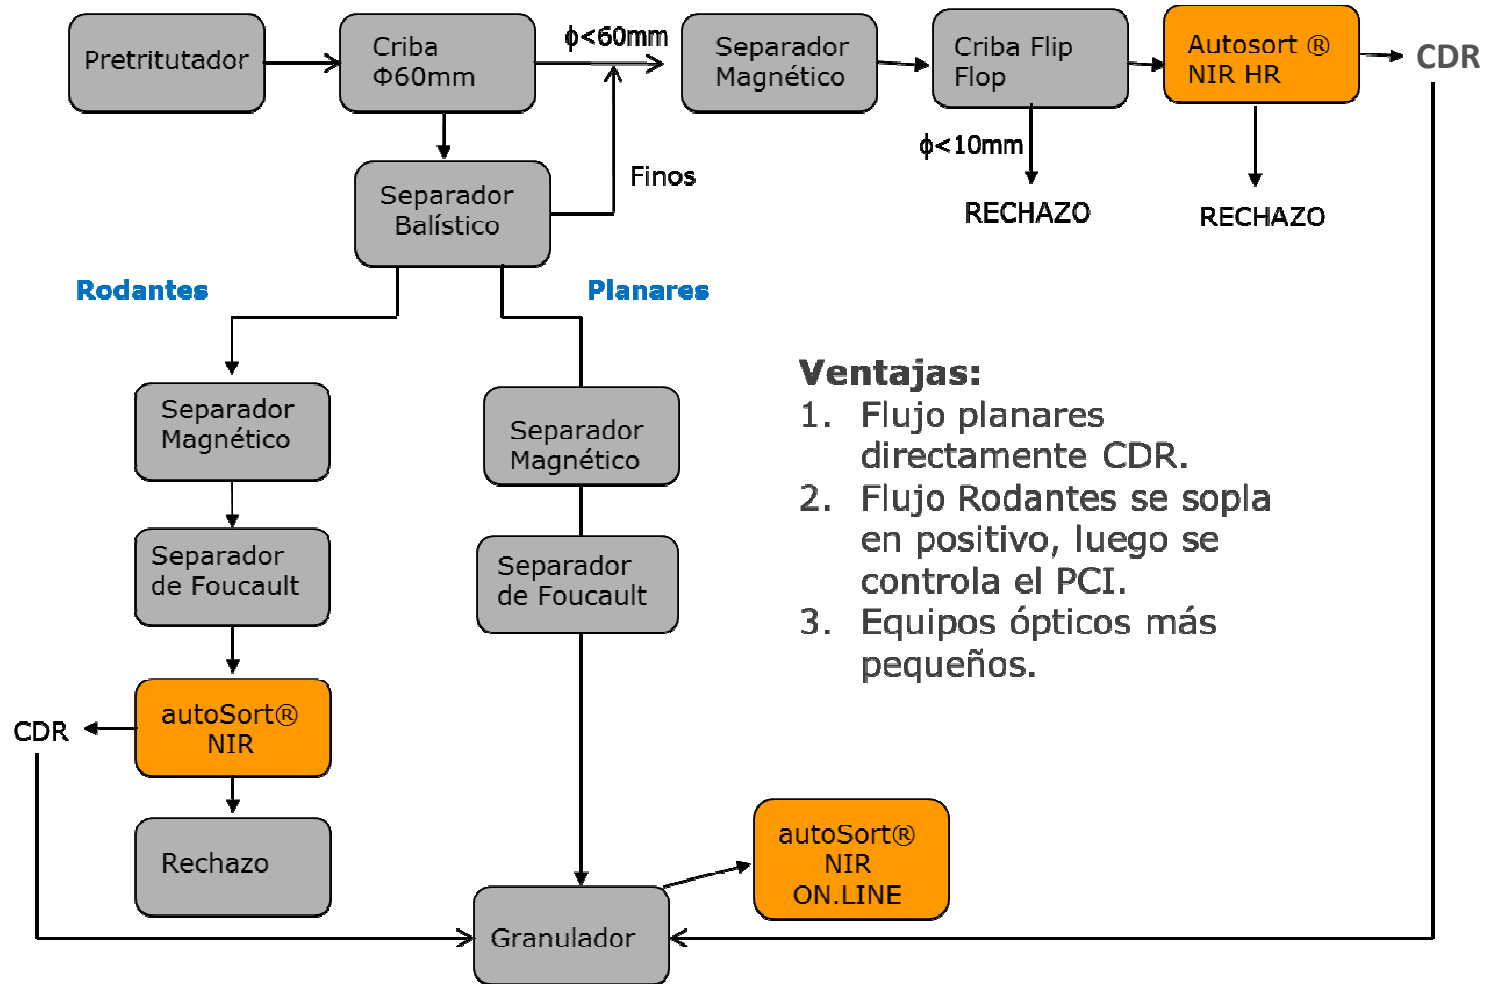 Pretritutador
Criba
Φ60mm
ϕ<60mm
Separador
Magnético
Criba Flip
Flop
Autosort ®
NIR HR
CDR
ϕ<10mm
RECHAZO
RECHAZO
Separador
Balístico
Finos
Rodantes
Planares
Separador
Magnético
Separador
de Foucault
autoSort®
NIR
CDR
Rechazo
Separador
Magnético
Separador
de Foucault
Ventajas:
1. Flujo planares
directamente CDR.
2. Flujo Rodantes se sopla
en positivo, luego se
controla el PCI.
3. Equipos ópticos más
pequeños.
autoSort®
NIR
ON.LINE
Granulador